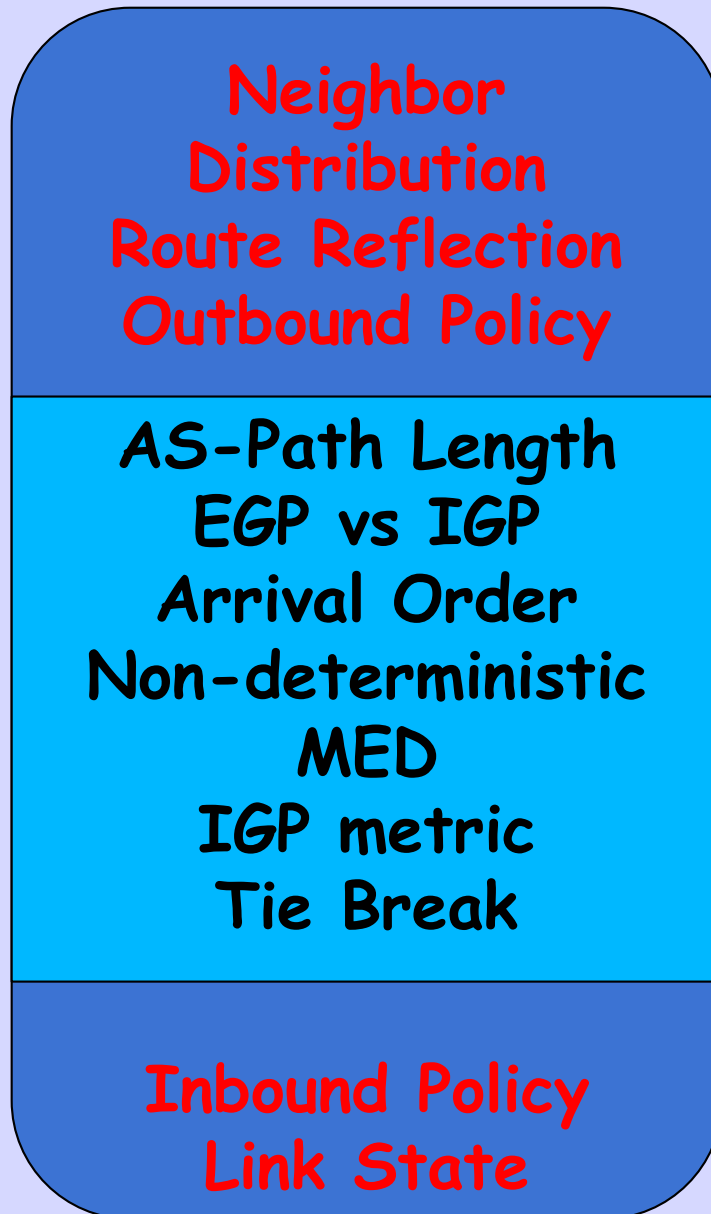 Neighbor
Distribution
Route Reflection
Outbound Policy
AS-Path Length
EGP vs IGP
Arrival Order
Non-deterministic
MED
IGP metric
Tie Break
Inbound Policy
Link State